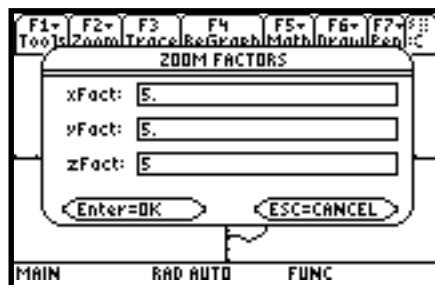 F1▾ F2▾ F3 F4 F5▾ F6▾ F7▾
Tools Zoom Trace ReGraph Math Draw Pen :C
ZOOM FACTORS
xFact: 5.
yFact: 5.
zFact: 5
Enter=OK ESC=CANCEL
MAIN RAD AUTO FUNC